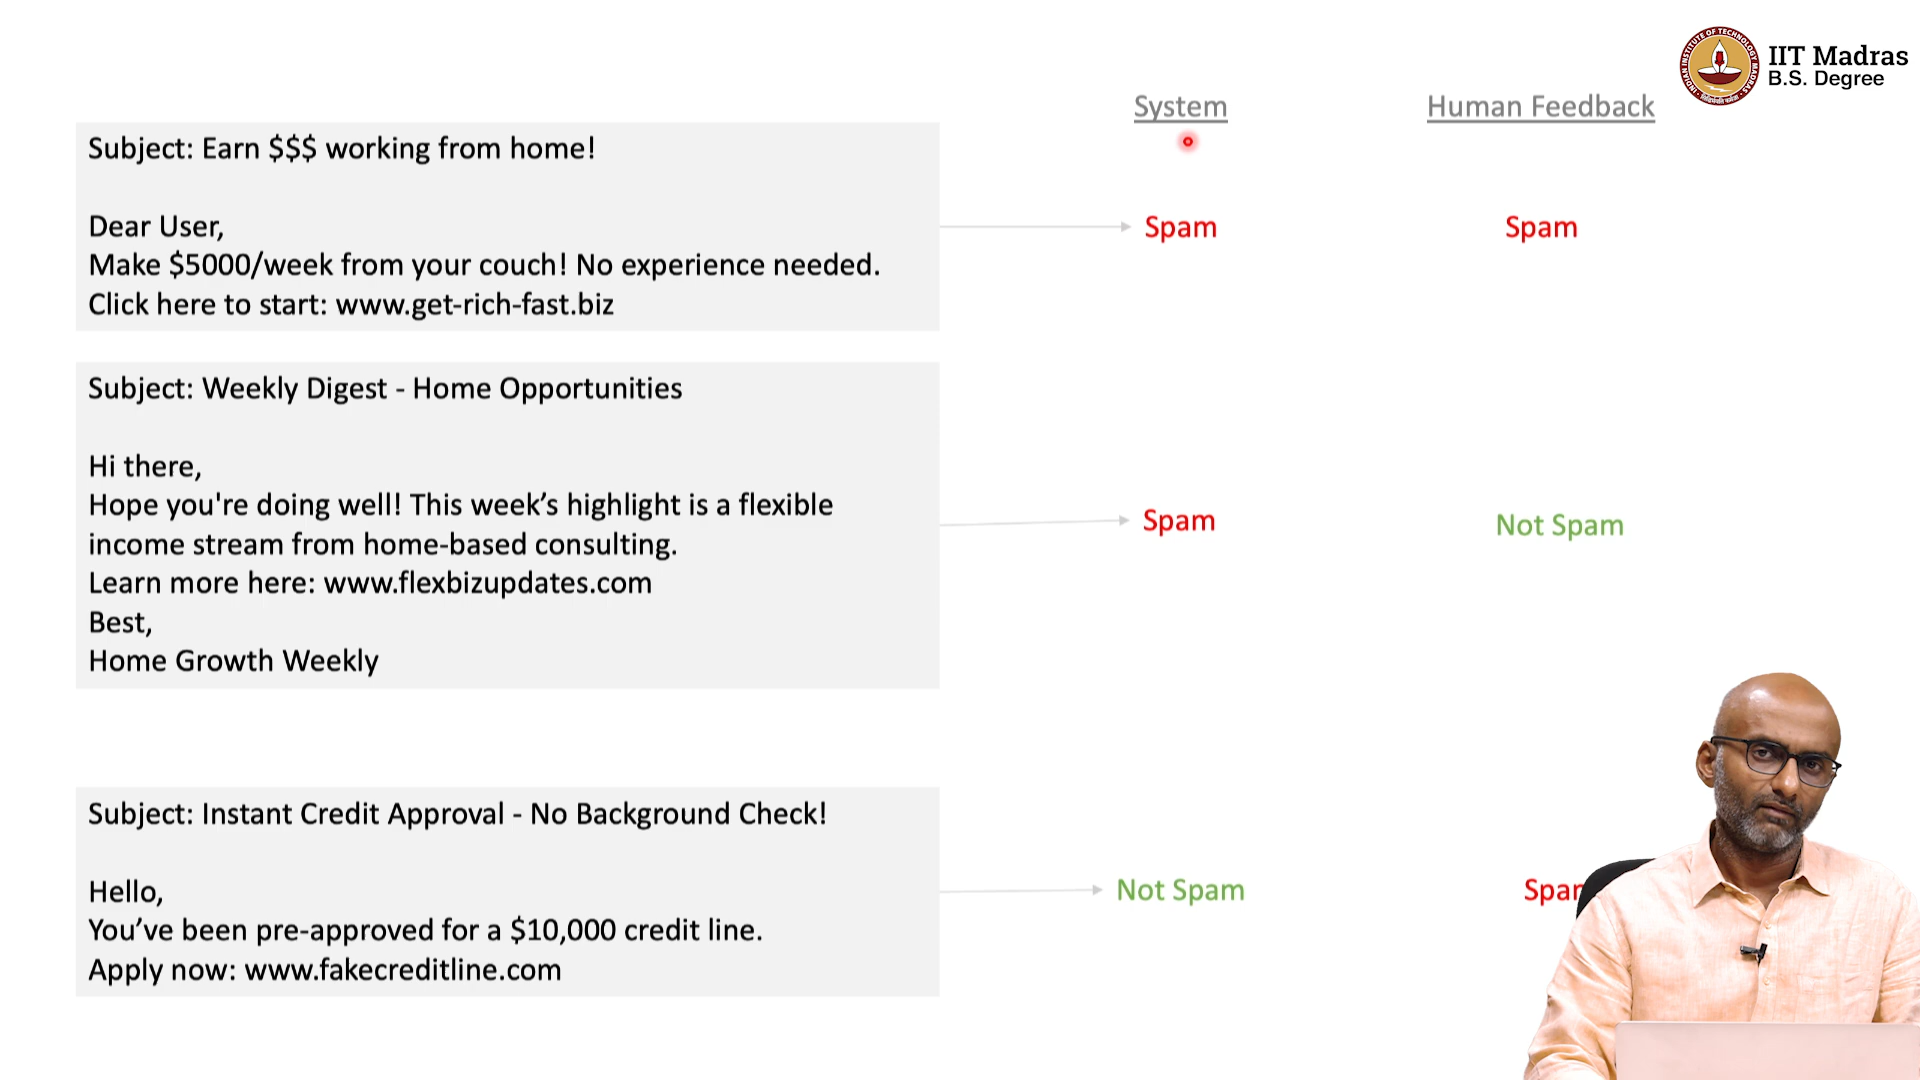 IIT Madras
B.S. Degree
System
Human Feedback
Subject: Earn $$$ working from home!
Dear User,
Make $5000/week from your couch! No experience needed.
Click here to start: www.get-rich-fast.biz
Spam
Spam
Subject: Weekly Digest - Home Opportunities
Hi there,
Hope you're doing well! This week’s highlight is a flexible
income stream from home-based consulting.
Learn more here: www.flexbizupdates.com
Best,
Home Growth Weekly
Spam
Not Spam
Subject: Instant Credit Approval - No Background Check!
Hello,
You’ve been pre-approved for a $10,000 credit line.
Apply now: www.fakecreditline.com
Not Spam